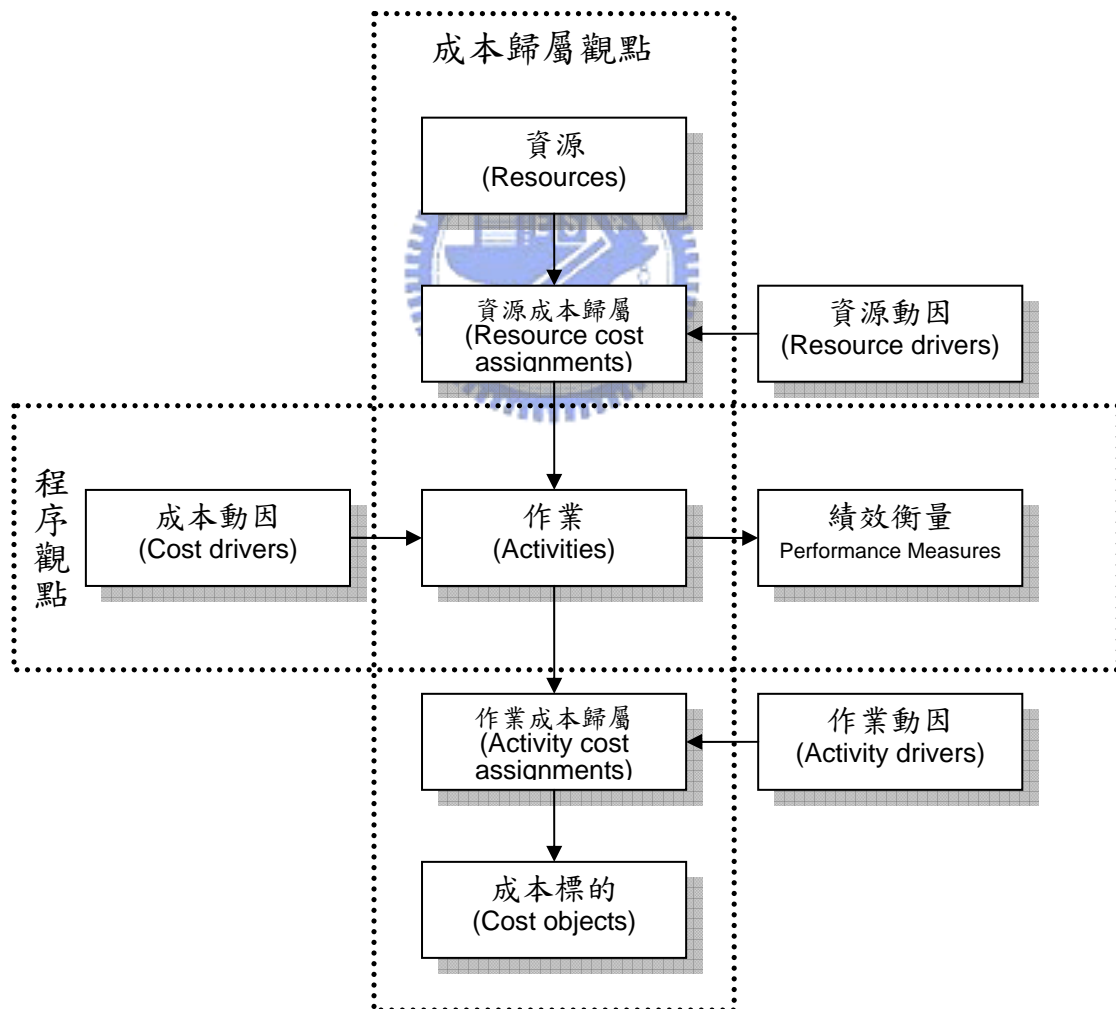 成本歸屬觀點
資源
(Resources)
資源成本歸屬
(Resource cost
assignments)
資源動因
(Resource drivers)
程序觀點
成本動因
(Cost drivers)
作業
(Activities)
績效衡量
Performance Measures
作業成本歸屬
(Activity cost
assignments)
作業動因
(Activity drivers)
成本標的
(Cost objects)